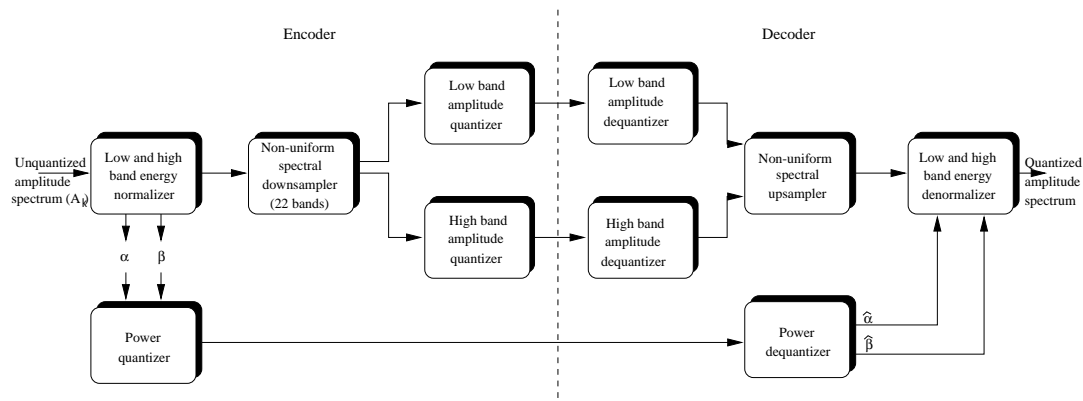 Encoder
Decoder
Low band
amplitude
quantizer
Low band
amplitude
dequantizer
Unquantized
amplitude
spectrum (A_k)
Low and high
band energy
normalizer
Non-uniform
spectral
downsampler
(22 bands)
Non-uniform
spectral
upsampler
Low and high
band energy
denormalizer
Quantized
amplitude
spectrum
High band
amplitude
quantizer
High band
amplitude
dequantizer
α
β
Power
quantizer
Power
dequantizer
α̂
β̂